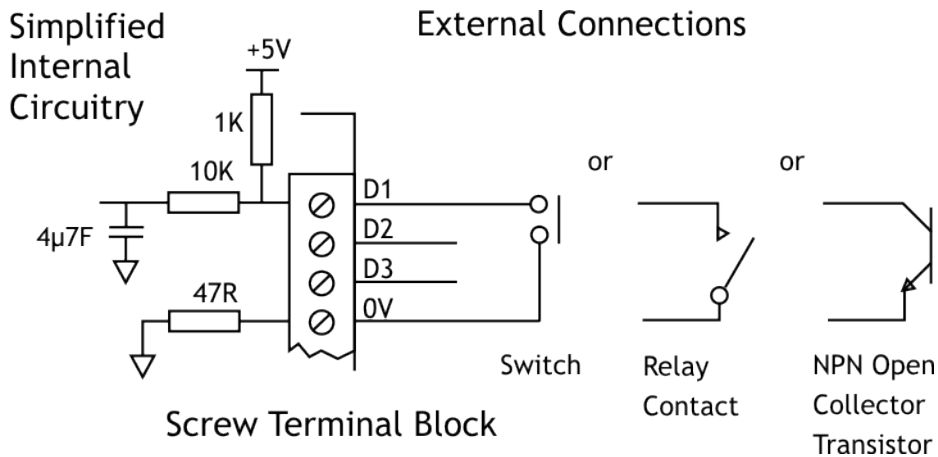 Simplified
Internal
Circuitry
External Connections
+5V
1K
10K
4µ7F
47R
D1
D2
D3
0V
or
or
Switch
Relay
Contact
NPN Open
Collector
Transistor
Screw Terminal Block